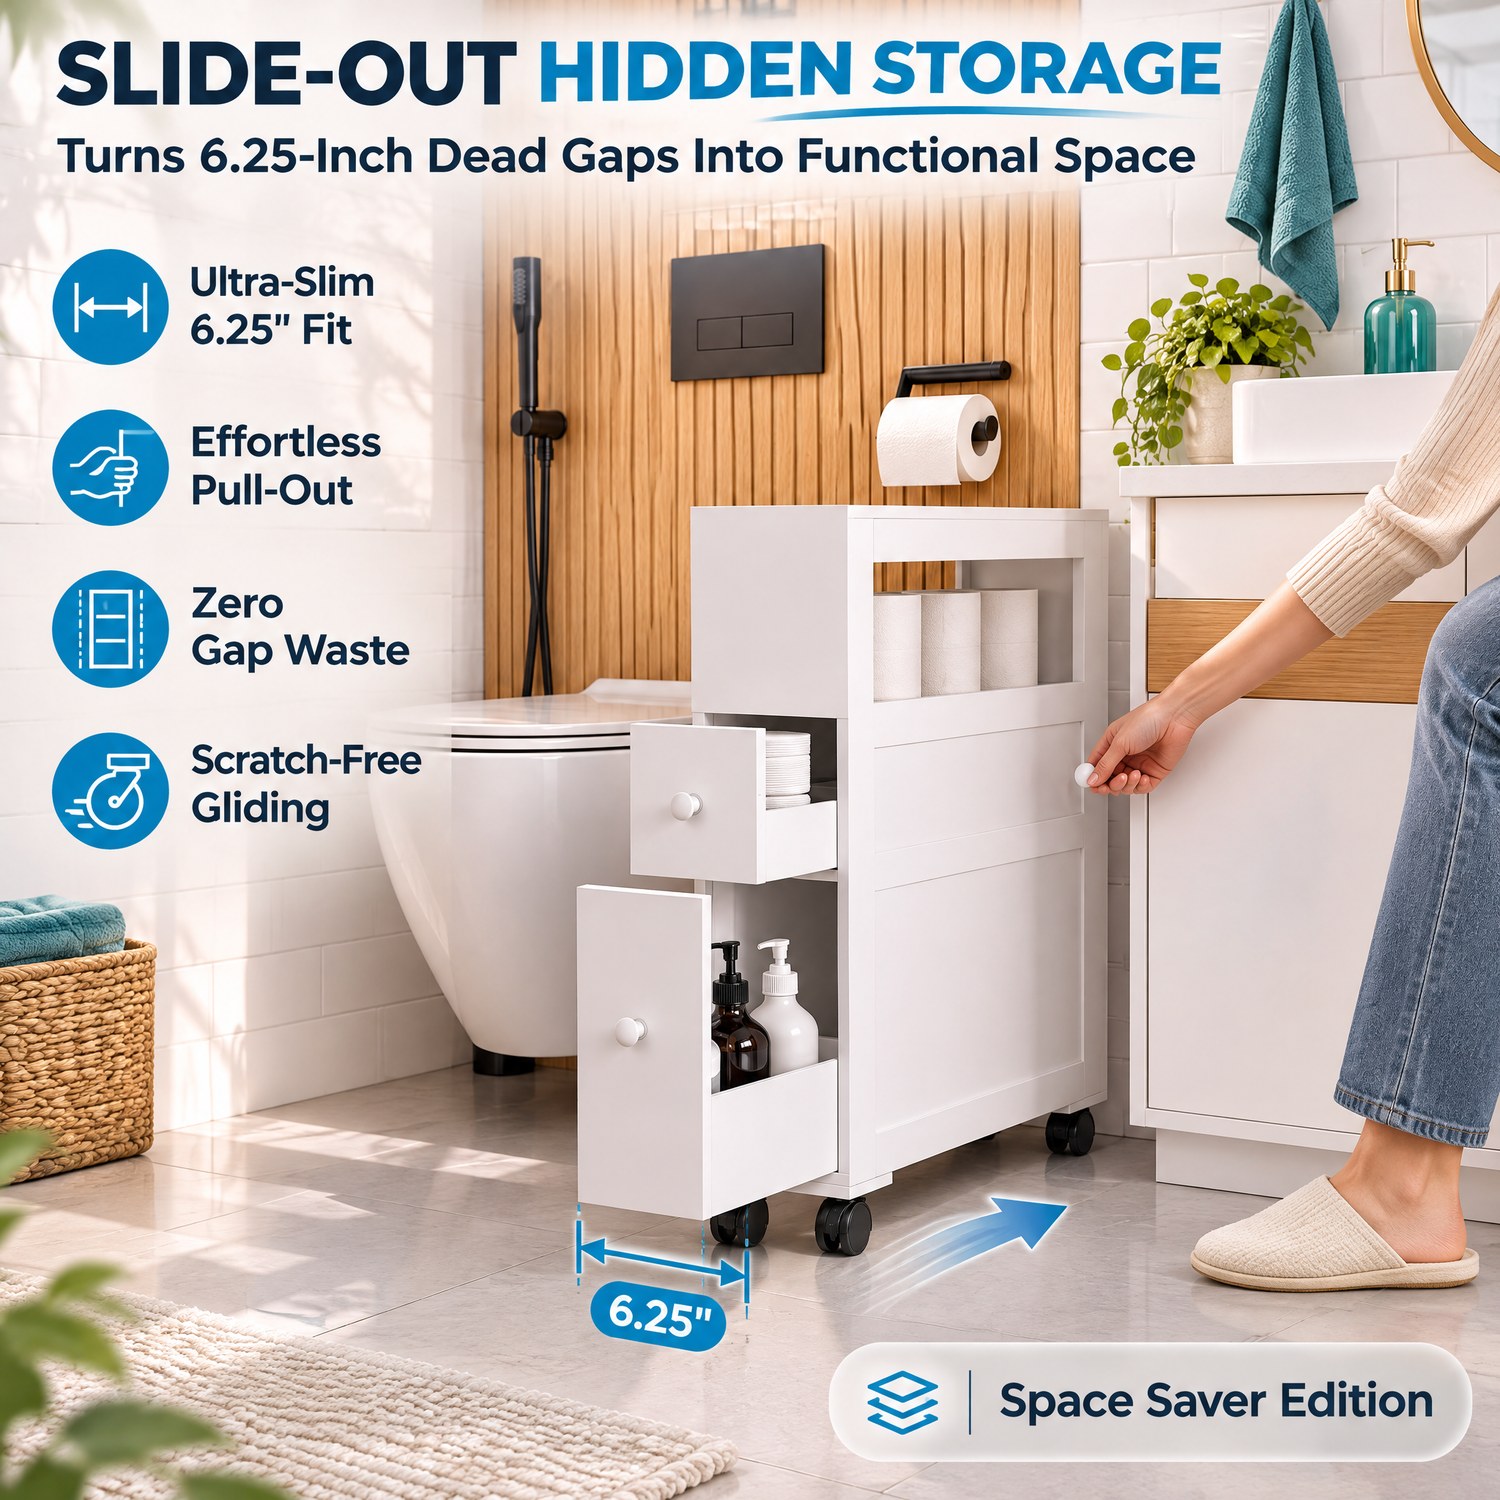 SLIDE-OUT HIDDEN STORAGE
Turns 6.25-Inch Dead Gaps Into Functional Space
Ultra-Slim
6.25" Fit
Effortless
Pull-Out
Zero
Gap Waste
Scratch-Free
Gliding
6.25"
Space Saver Edition